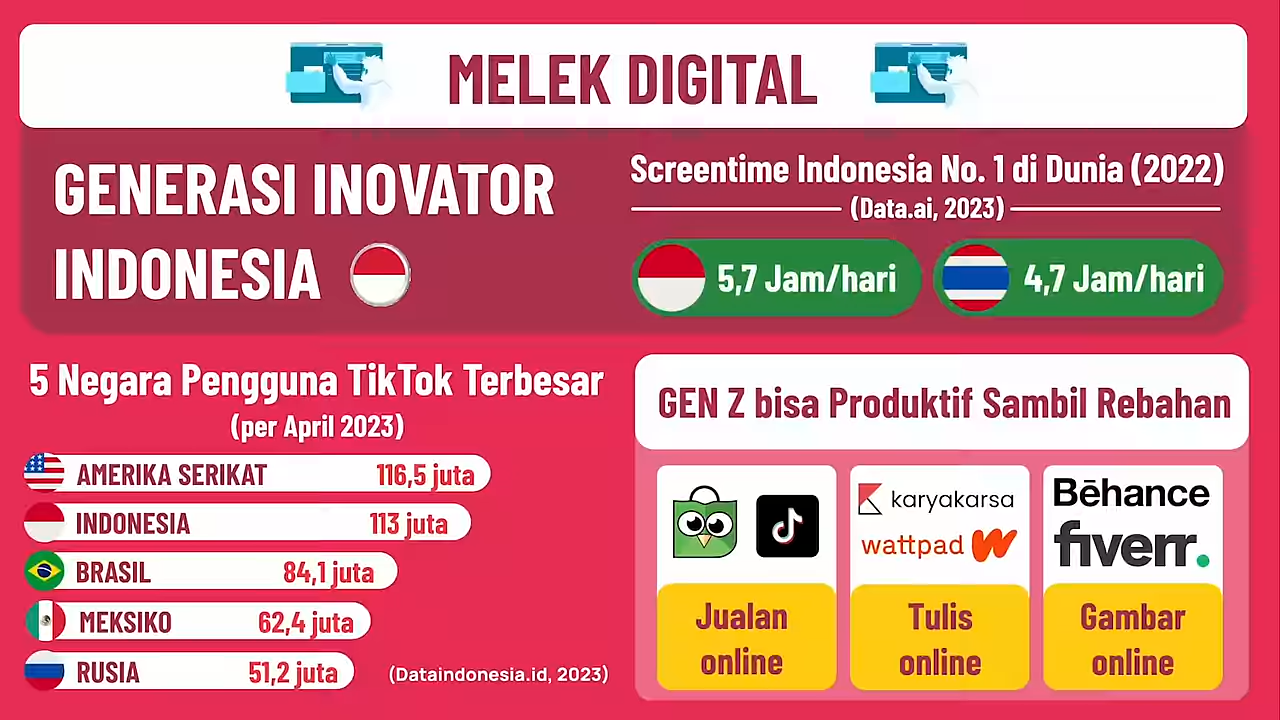 MELEK DIGITAL
GENERASI INOVATOR
INDONESIA
Screentime Indonesia No. 1 di Dunia (2022)
(Data.ai, 2023)
5,7 Jam/hari
4,7 Jam/hari
5 Negara Pengguna TikTok Terbesar
(per April 2023)
AMERIKA SERIKAT 116,5 juta
INDONESIA 113 juta
BRASIL 84,1 juta
MEKSIKO 62,4 juta
RUSIA 51,2 juta
(Dataindonesia.id, 2023)
GEN Z bisa Produktif Sambil Rebahan
Jualan
online
karyakarsa
wattpad
Tulis
online
Bēhance
fiverr.
Gambar
online